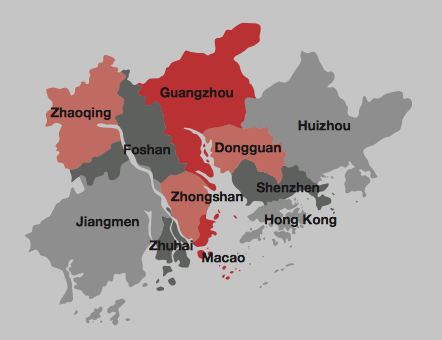 Guangzhou
Zhaoqing
Huizhou
Foshan
Dongguan
Shenzhen
Zhongshan
Jiangmen
Hong Kong
Zhuhai
Macao